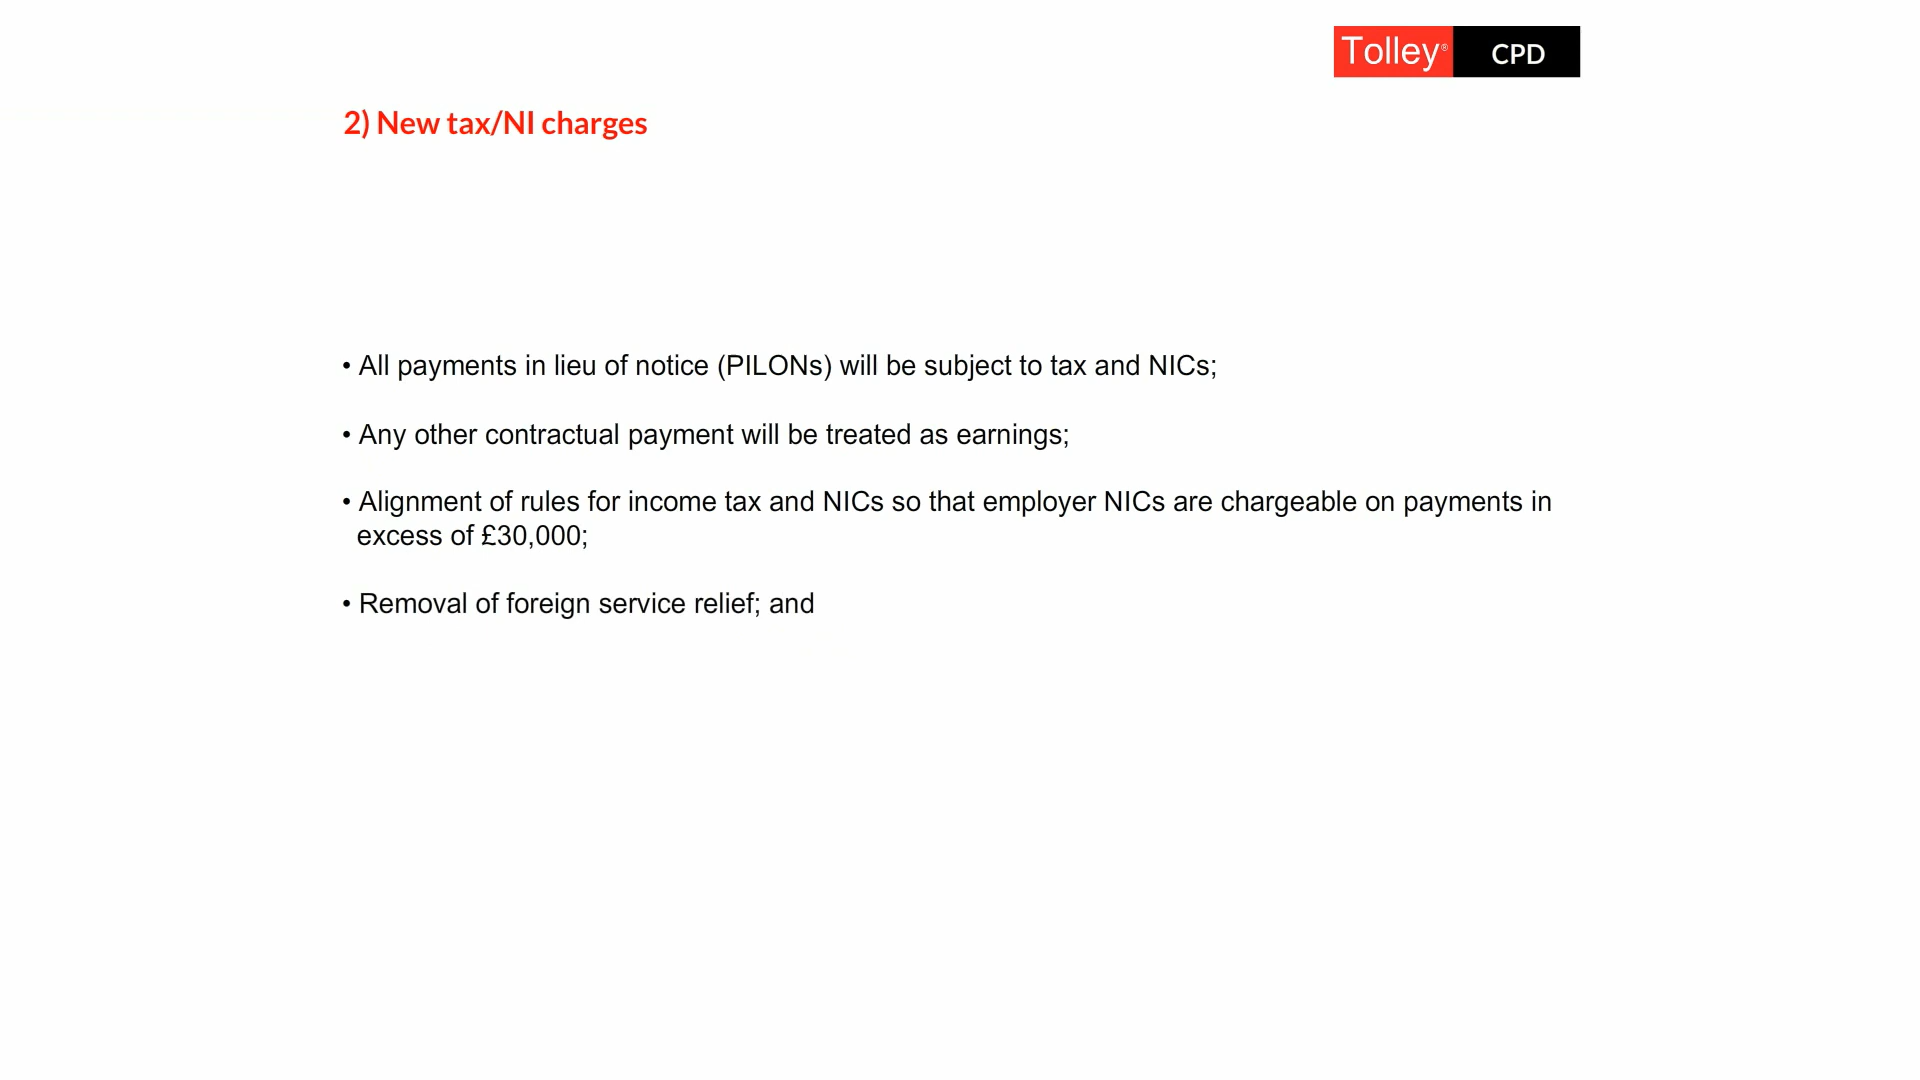 Tolley® CPD
2) New tax/NI charges
• All payments in lieu of notice (PILONs) will be subject to tax and NICs;
• Any other contractual payment will be treated as earnings;
• Alignment of rules for income tax and NICs so that employer NICs are chargeable on payments in
excess of £30,000;
• Removal of foreign service relief; and